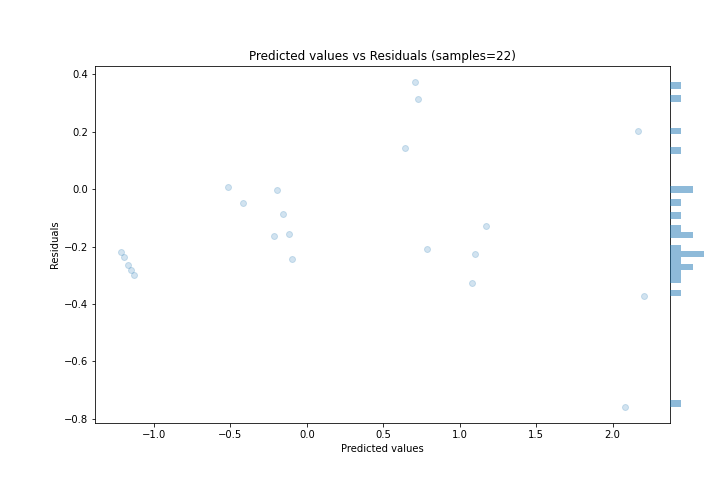 Predicted values vs Residuals (samples=22)
0.4
0.2
0.0
−0.2
−0.4
−0.6
−0.8
Residuals
−1.0 −0.5 0.0 0.5 1.0 1.5 2.0
Predicted values